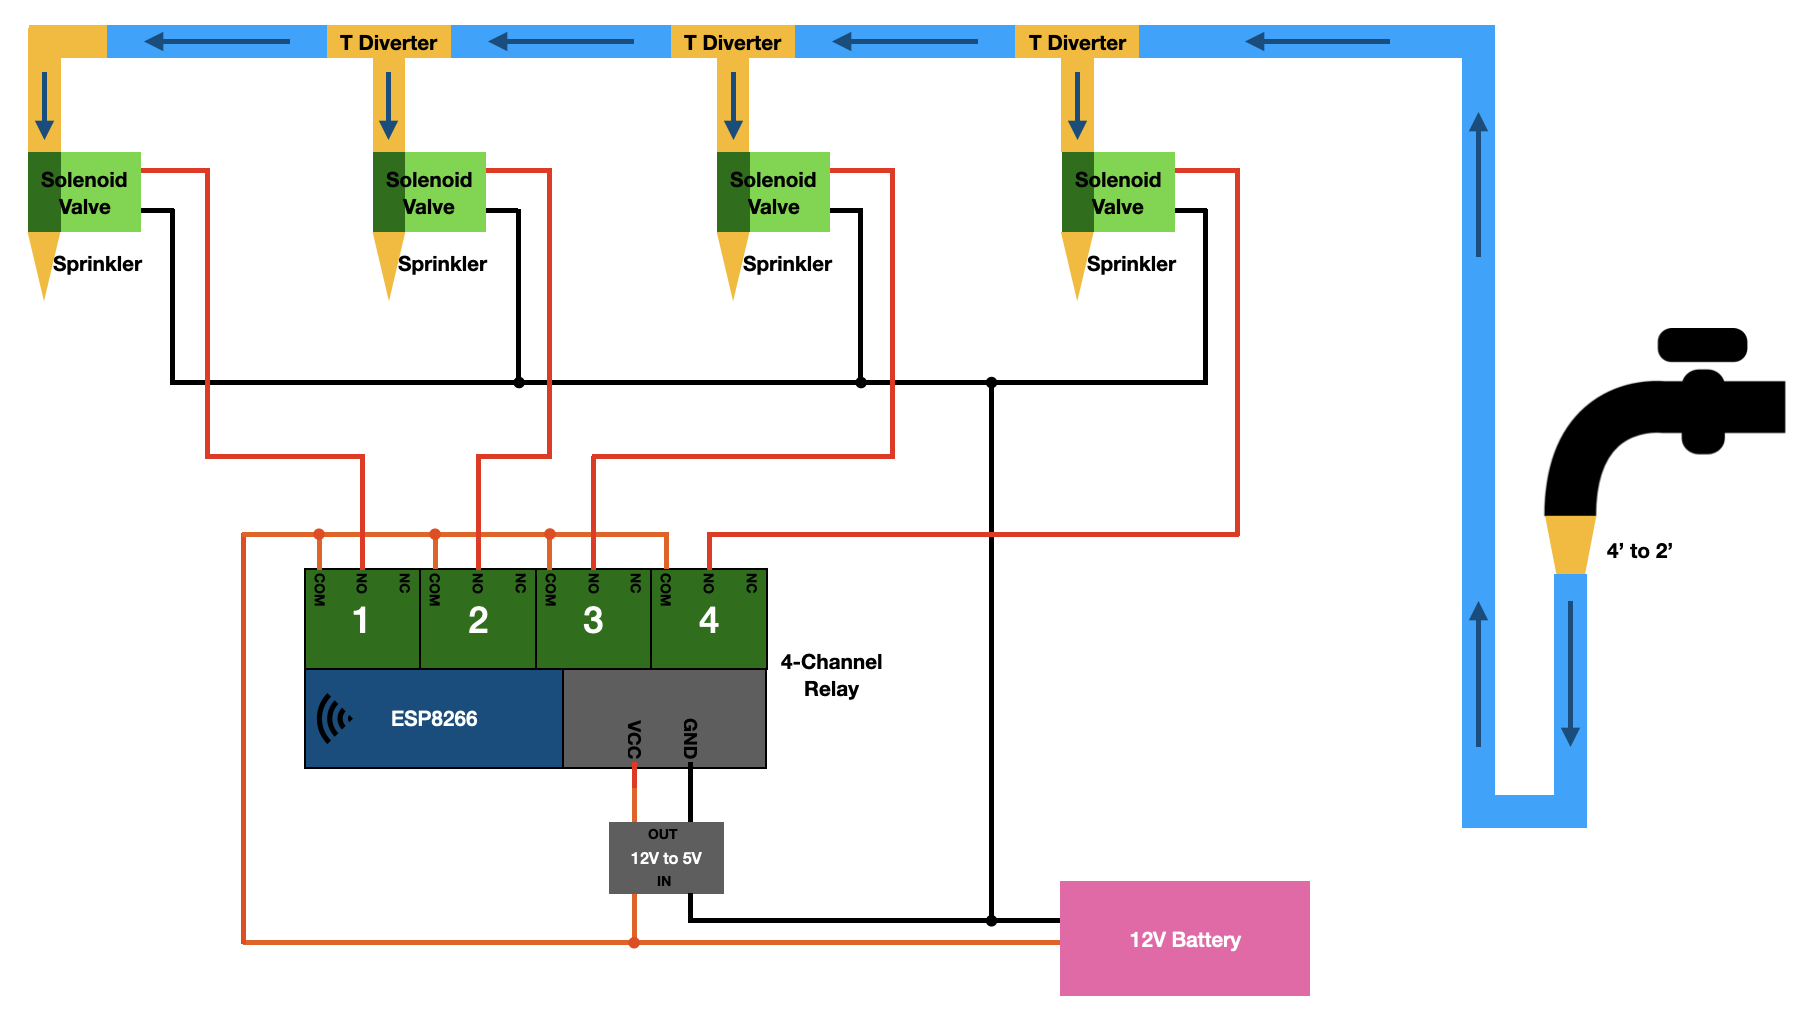 T Diverter
T Diverter
T Diverter
Solenoid
Valve
Solenoid
Valve
Solenoid
Valve
Solenoid
Valve
Sprinkler
Sprinkler
Sprinkler
Sprinkler
4’ to 2’
COM
NO
NC
COM
NO
NC
COM
NO
NC
COM
NO
NC
1
2
3
4
4-Channel
Relay
ESP8266
VCC
GND
OUT
12V to 5V
IN
12V Battery